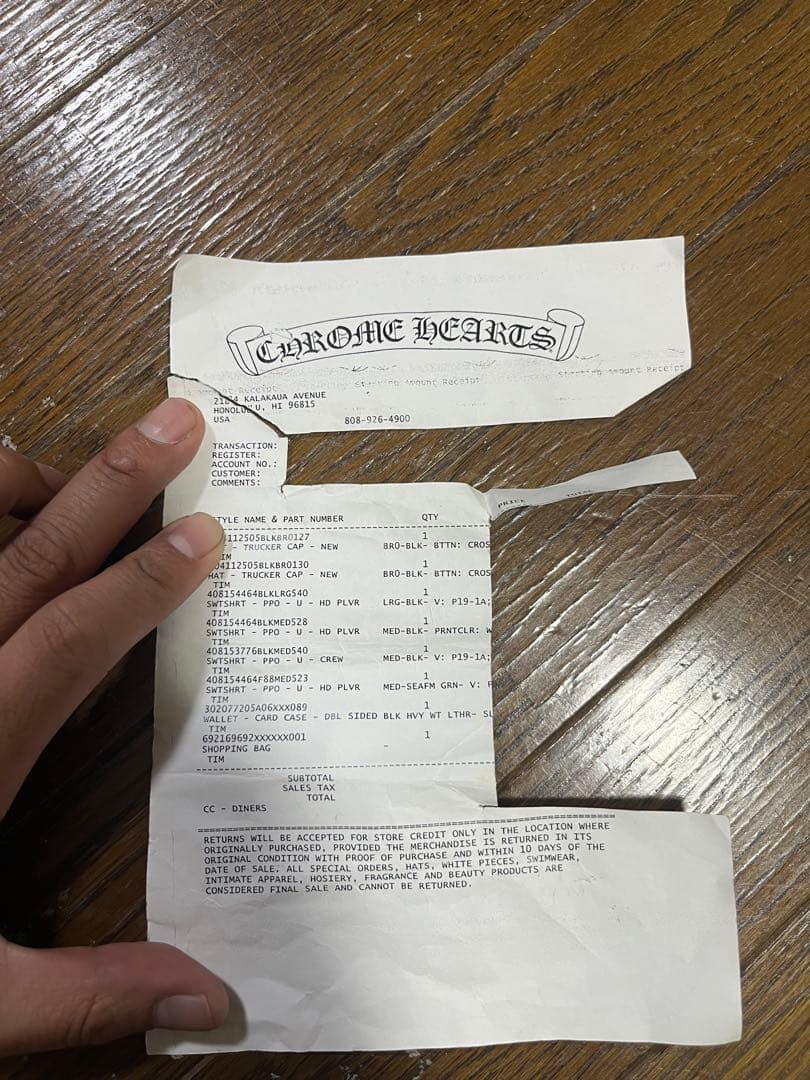 CHROME HEARTS
Starting Amount Receipt
KALAKAUA AVENUE
HI 96815
USA 808-926-4900
TRANSACTION:
REGISTER:
ACCOUNT NO.:
CUSTOMER:
COMMENTS:
TYLE NAME & PART NUMBER QTY PRICE TOTAL
112505BLKBR0127 1
- TRUCKER CAP - NEW BRO-BLK- BTTN: CROS
IM
04112505BLKBR0130 1
HAT - TRUCKER CAP - NEW BRO-BLK- BTTN: CROS
TIM
408154464BLKLRG540 1
SWTSHRT - PPO - U - HD PLVR LRG-BLK- V: P19-1A;
TIM
408154464BLKMED528 1
SWTSHRT - PPO - U - HD PLVR MED-BLK- PRNTCLR: W
TIM
408153776BLKMED540 1
SWTSHRT - PPO - U - CREW MED-BLK- V: P19-1A;
TIM
408154464F88MED523 1
SWTSHRT - PPO - U - HD PLVR MED-SEAFM GRN- V:
TIM
302077205A06XXX089 1
WALLET - CARD CASE - DBL SIDED BLK HVY WT LTHR- SL
TIM
692169692XXXXXX001 1
SHOPPING BAG -
TIM
SUBTOTAL
SALES TAX
TOTAL
CC - DINERS
RETURNS WILL BE ACCEPTED FOR STORE CREDIT ONLY IN THE LOCATION WHERE
ORIGINALLY PURCHASED, PROVIDED THE MERCHANDISE IS RETURNED IN ITS
ORIGINAL CONDITION WITH PROOF OF PURCHASE AND WITHIN 10 DAYS OF THE
DATE OF SALE. ALL SPECIAL ORDERS, HATS, WHITE PIECES, SWIMWEAR,
INTIMATE APPAREL, HOSIERY, FRAGRANCE AND BEAUTY PRODUCTS ARE
CONSIDERED FINAL SALE AND CANNOT BE RETURNED.